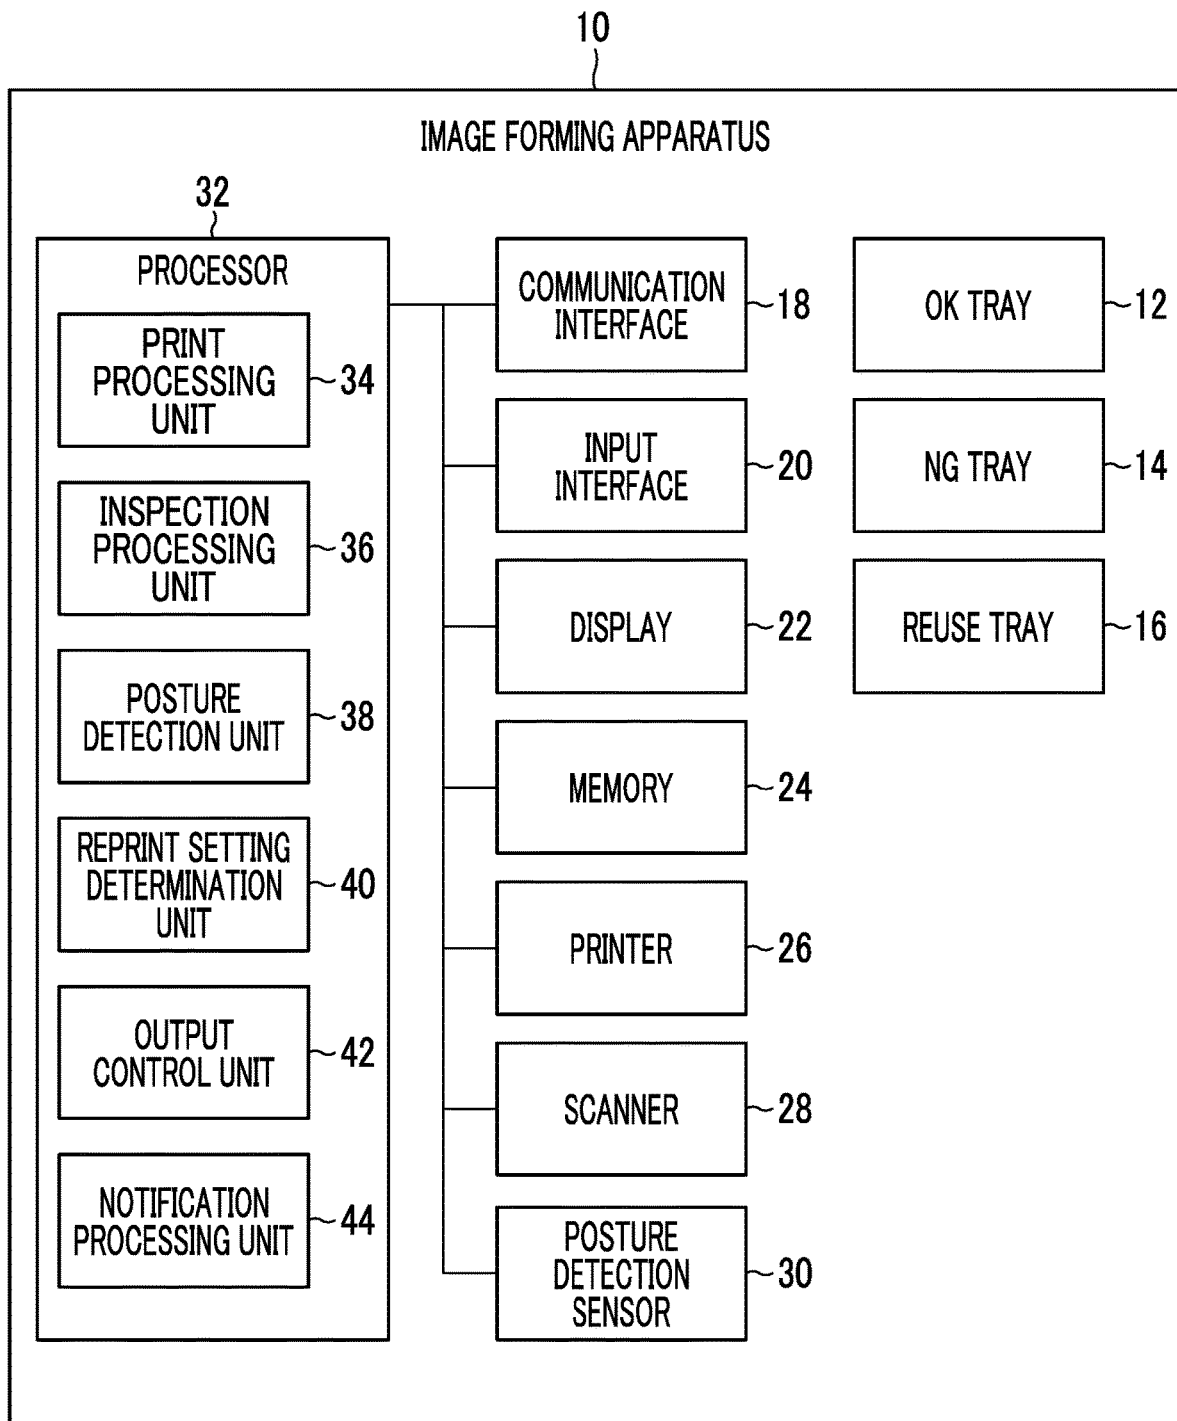 10
IMAGE FORMING APPARATUS
32
PROCESSOR
PRINT
PROCESSING
UNIT
34
INSPECTION
PROCESSING
UNIT
36
POSTURE
DETECTION UNIT
38
REPRINT SETTING
DETERMINATION
UNIT
40
OUTPUT
CONTROL UNIT
42
NOTIFICATION
PROCESSING UNIT
44
COMMUNICATION
INTERFACE
18
INPUT
INTERFACE
20
DISPLAY
22
MEMORY
24
PRINTER
26
SCANNER
28
POSTURE
DETECTION
SENSOR
30
OK TRAY
12
NG TRAY
14
REUSE TRAY
16